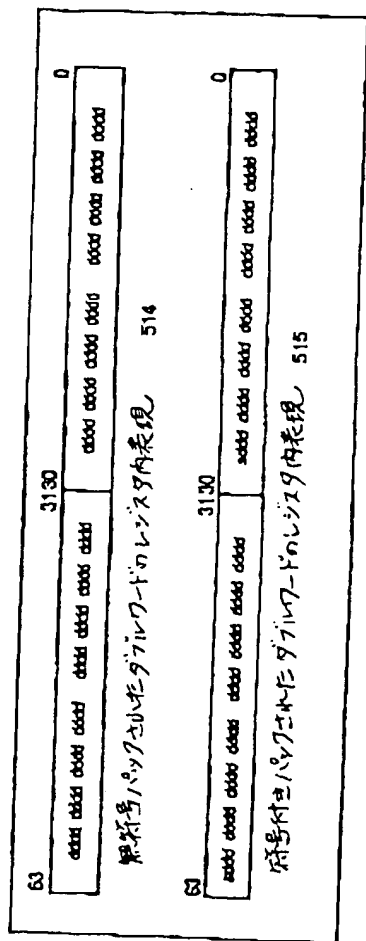 63 3130 0
dddd dddd dddd dddd dddd dddd dddd dddd dddd dddd dddd dddd dddd dddd dddd dddd
無符号パックされたダブルワードのレジスタ内表現 514
63 3130 0
sddd dddd dddd dddd dddd dddd dddd dddd sddd dddd dddd dddd dddd dddd dddd dddd
符号付きパックされたダブルワードのレジスタ内表現 515